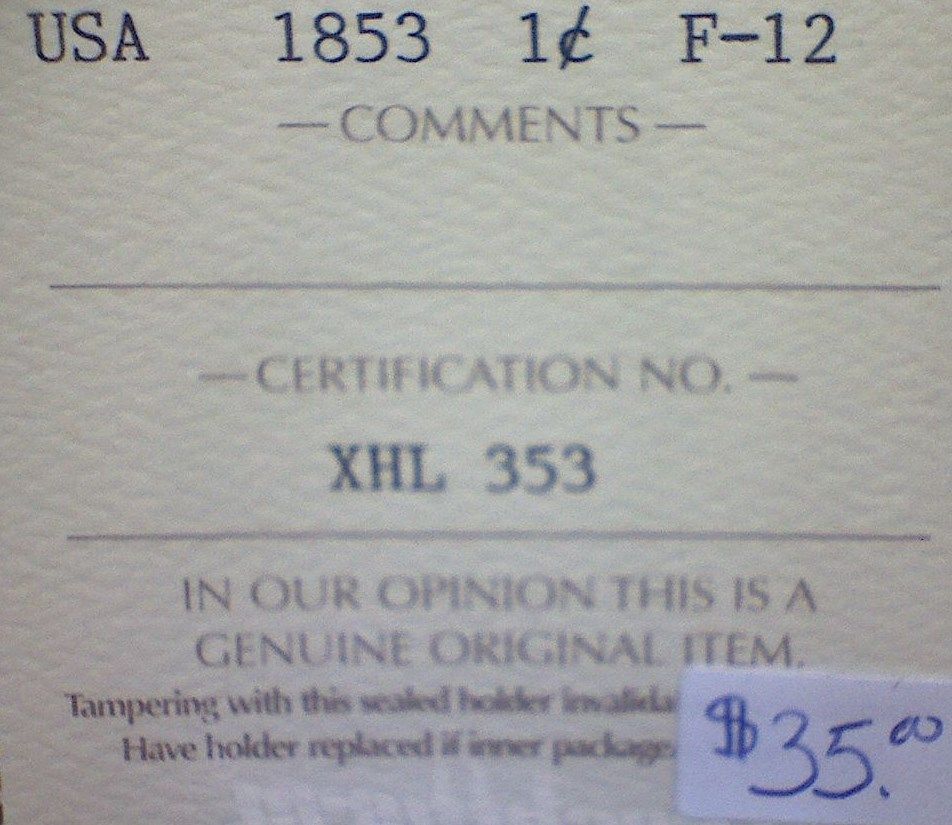 USA 1853 1¢ F-12
— COMMENTS —
— CERTIFICATION NO. —
XHL 353
IN OUR OPINION THIS IS A
GENUINE ORIGINAL ITEM.
Tampering with this sealed holder invalida
Have holder replaced if inner package
$35.00